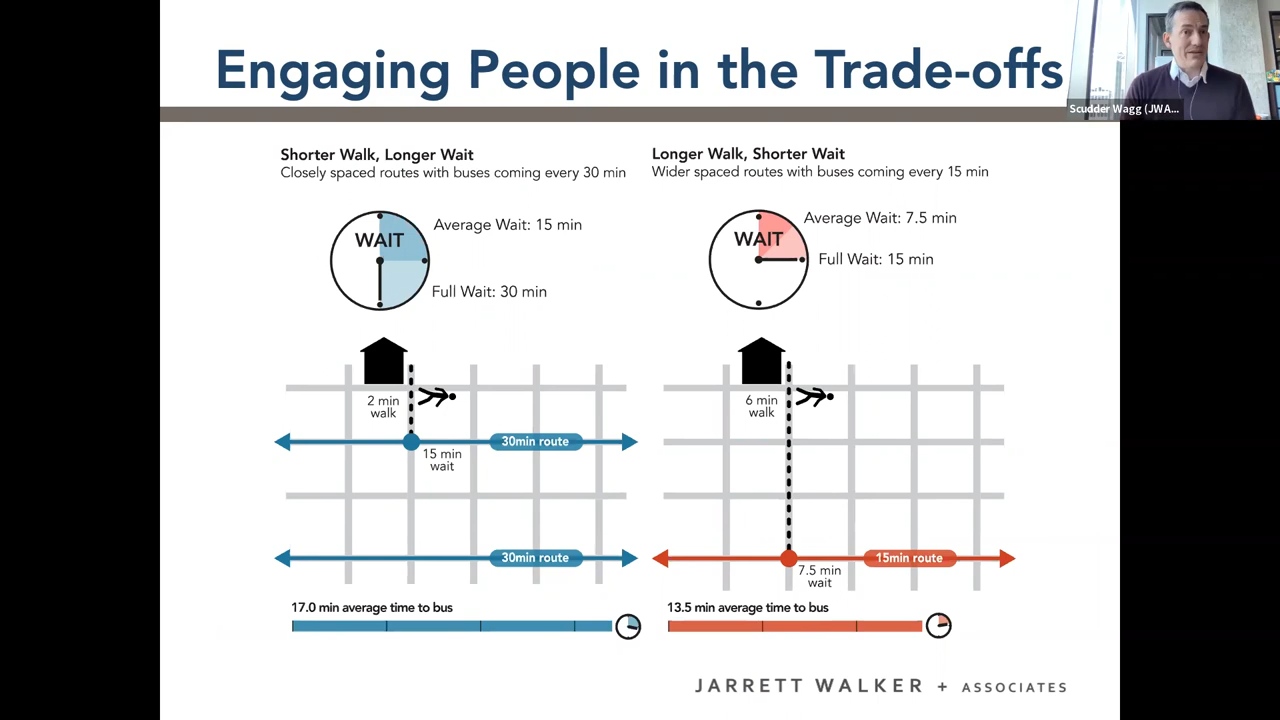 Engaging People in the Trade-offs
Scudder Wagg (JWA...
Shorter Walk, Longer Wait
Closely spaced routes with buses coming every 30 min
WAIT
Average Wait: 15 min
Full Wait: 30 min
2 min
walk
30min route
15 min
wait
30min route
17.0 min average time to bus
Longer Walk, Shorter Wait
Wider spaced routes with buses coming every 15 min
WAIT
Average Wait: 7.5 min
Full Wait: 15 min
6 min
walk
15min route
7.5 min
wait
13.5 min average time to bus
JARRETT WALKER + ASSOCIATES